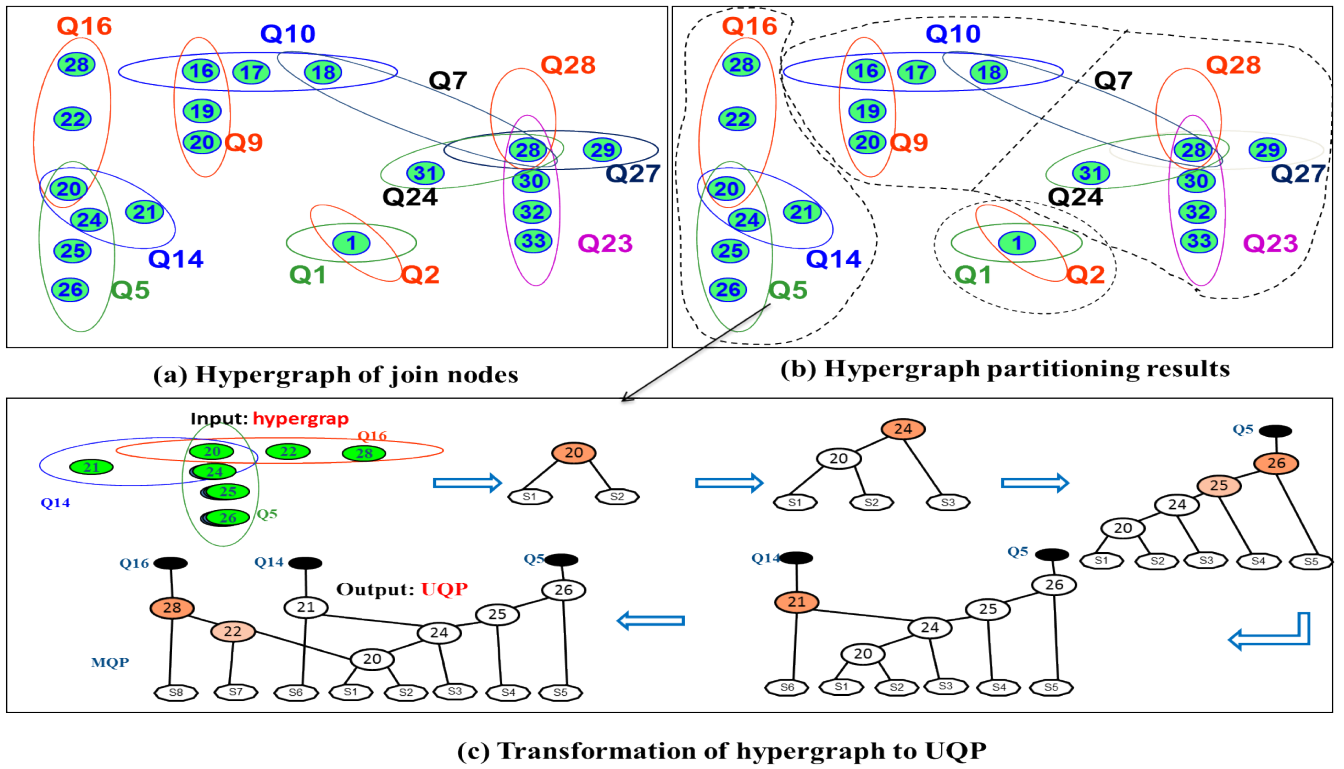 Q16
Q10
28
16
17
18
Q7
Q28
22
19
20
Q9
28
29
31
Q27
30
20
Q24
24
21
32
1
33
25
Q14
Q1
Q2
Q23
26
Q5
(a) Hypergraph of join nodes
Q16
Q10
28
16
17
18
Q7
Q28
22
19
20
Q9
28
29
31
Q27
30
20
Q24
24
21
32
1
33
25
Q14
Q1
Q2
Q23
26
Q5
(b) Hypergraph partitioning results
Input: hypergrap
Q16
20
22
28
21
24
Q14
25
26
Q5
20
S1
S2
24
20
S1
S2
S3
Q5
26
25
24
20
S1
S2
S3
S4
S5
Q14
Q5
26
21
25
24
20
S6
S1
S2
S3
S4
S5
Q16
Q14
Q5
Output: UQP
26
28
21
25
22
24
20
MQP
S8
S7
S6
S1
S2
S3
S4
S5
(c) Transformation of hypergraph to UQP